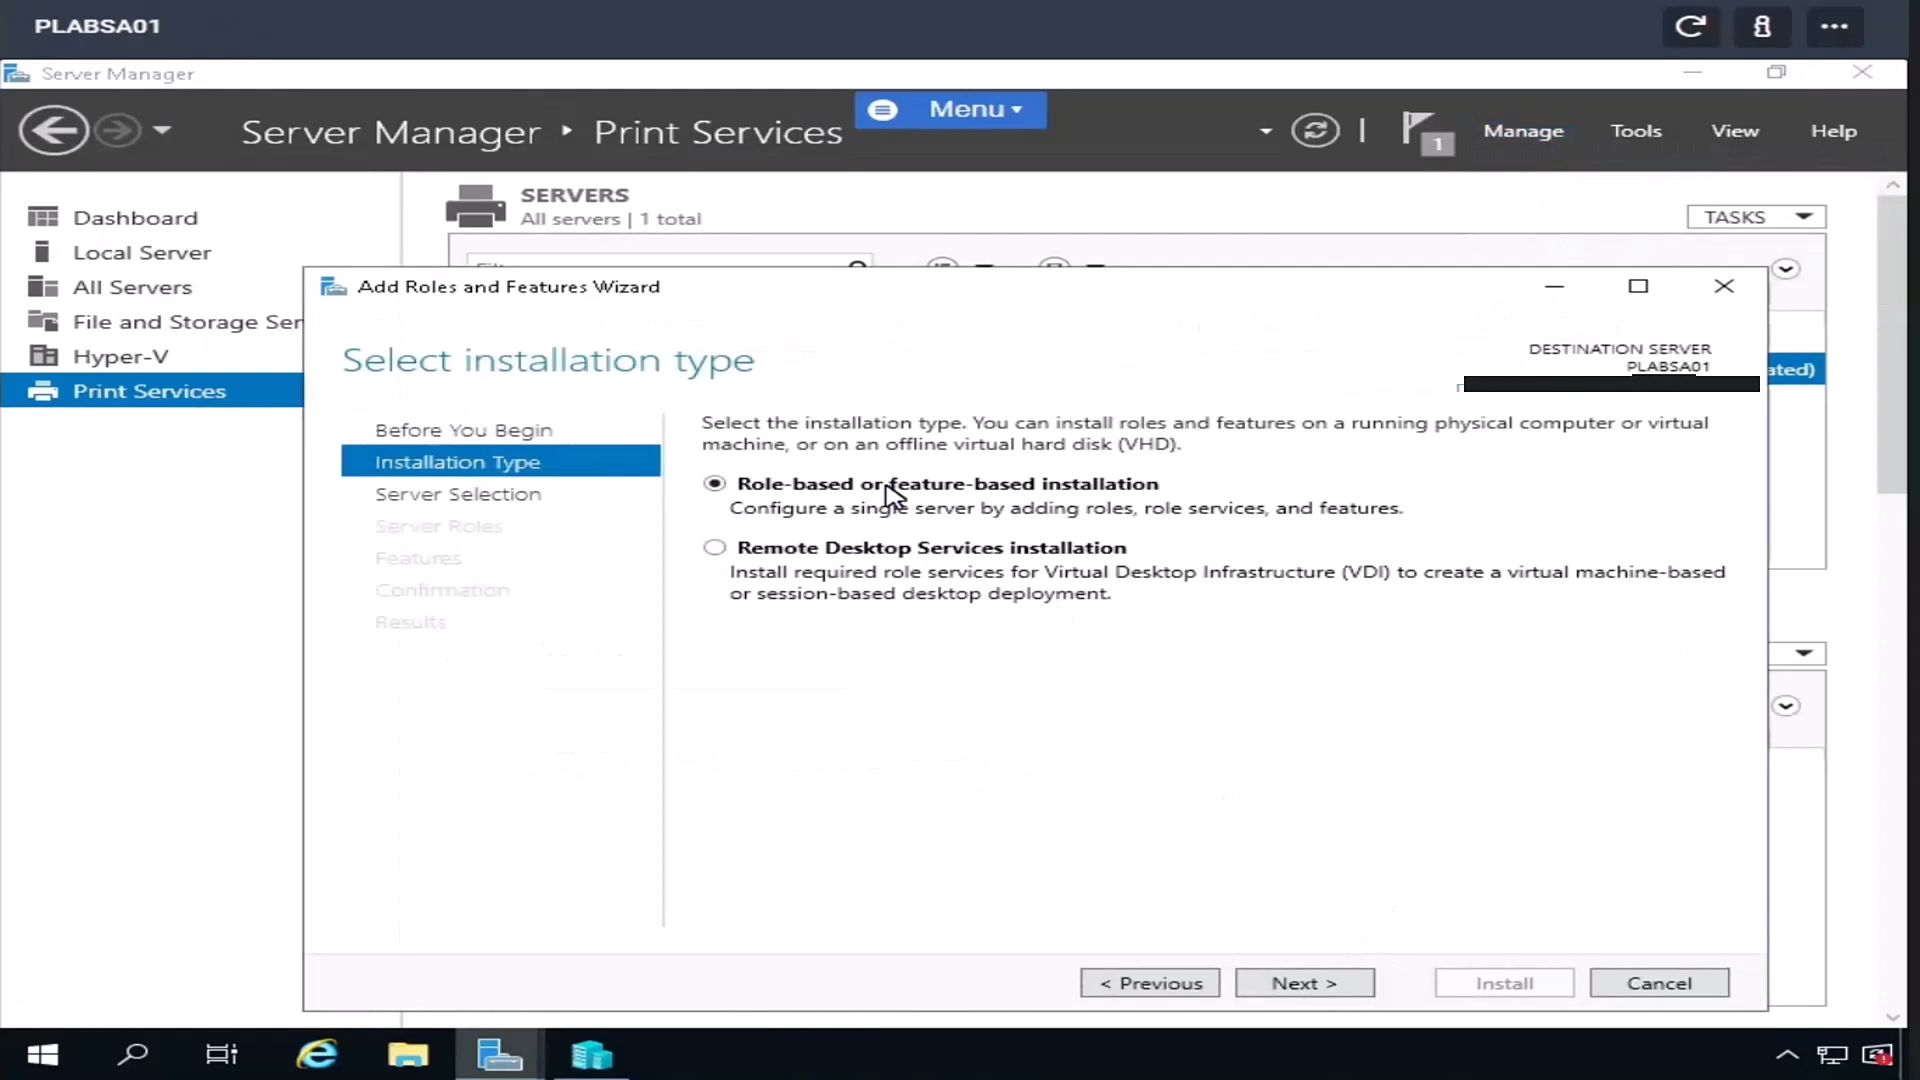 PLABSA01
Server Manager
Server Manager
Print Services
Menu
1
Manage
Tools
View
Help
Dashboard
Local Server
All Servers
File and Storage Ser
Hyper-V
Print Services
SERVERS
All servers | 1 total
TASKS
Add Roles and Features Wizard
Select installation type
DESTINATION SERVER
PLABSA01
ated)
Before You Begin
Installation Type
Server Selection
Server Roles
Features
Confirmation
Results
Select the installation type. You can install roles and features on a running physical computer or virtual
machine, or on an offline virtual hard disk (VHD).
Role-based or feature-based installation
Configure a single server by adding roles, role services, and features.
Remote Desktop Services installation
Install required role services for Virtual Desktop Infrastructure (VDI) to create a virtual machine-based
or session-based desktop deployment.
< Previous
Next >
Install
Cancel